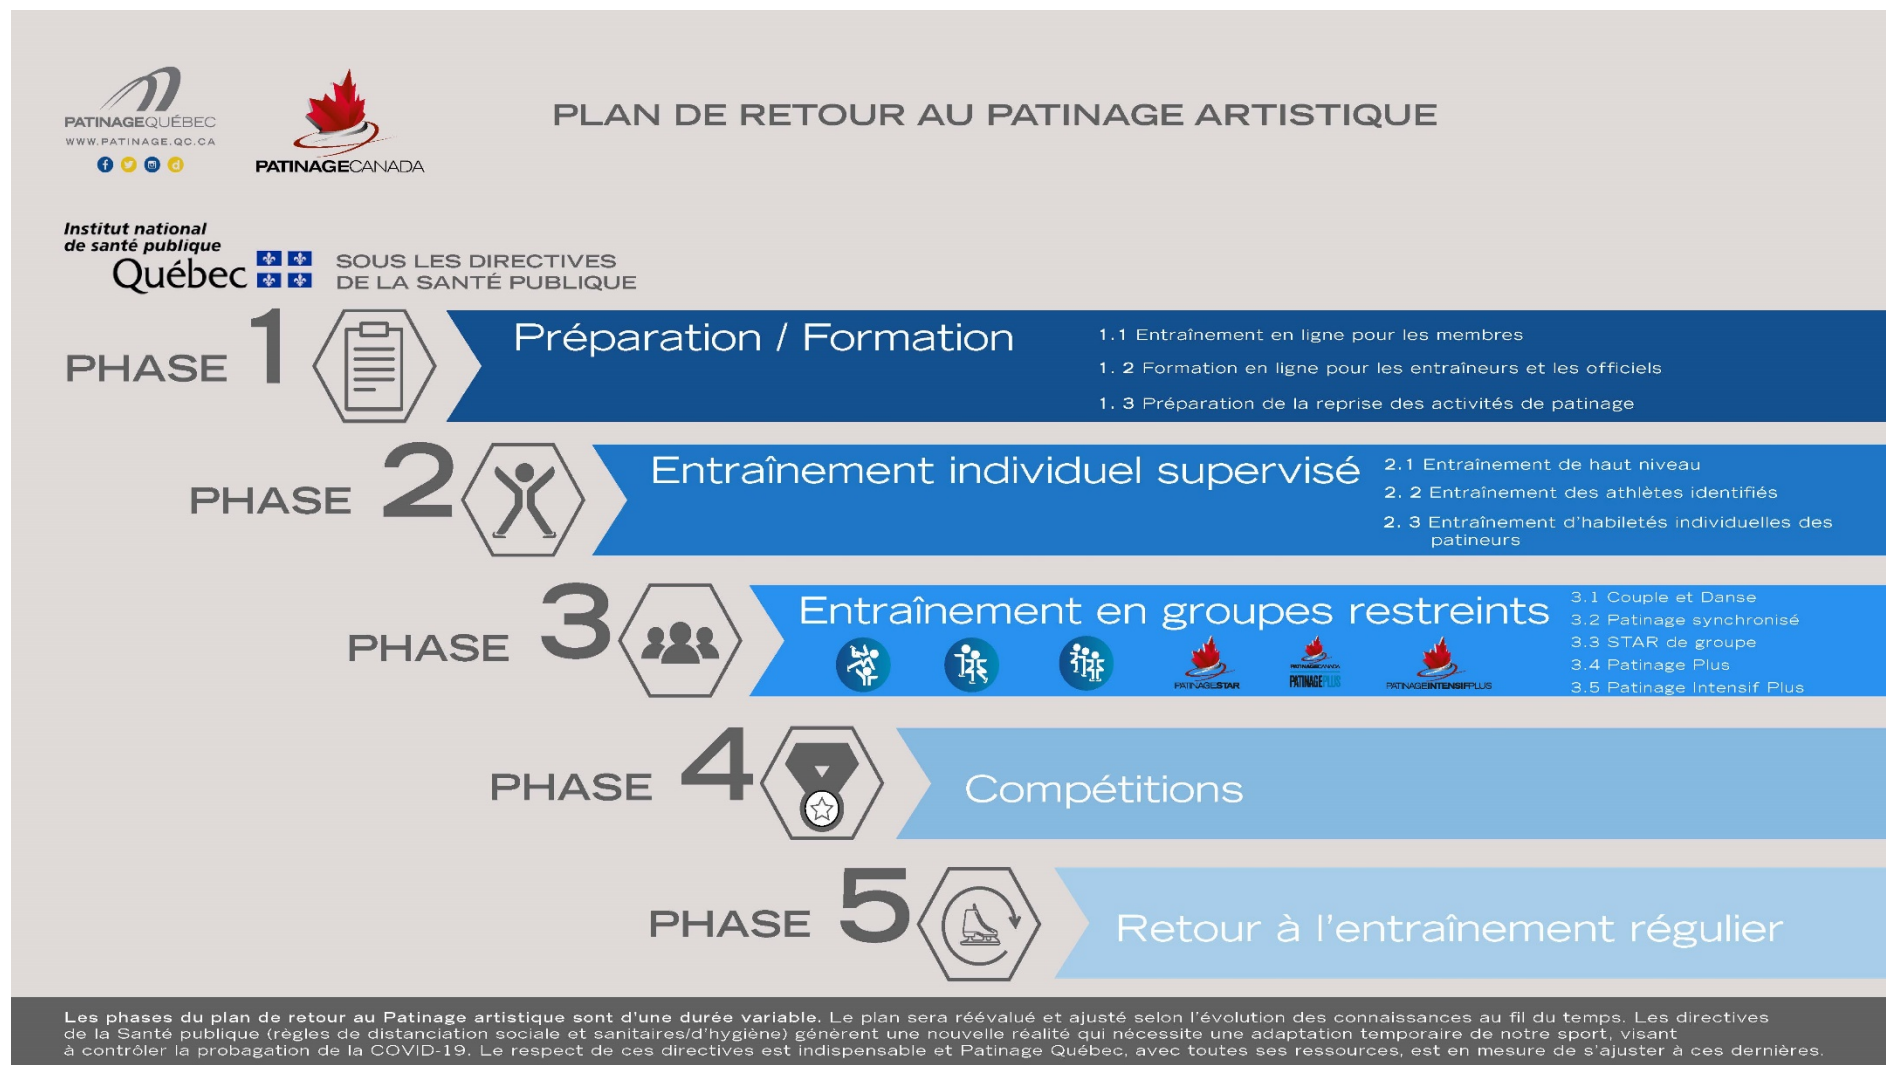 PATINAGEQUÉBEC
WWW.PATINAGE.QC.CA
PATINAGECANADA
PLAN DE RETOUR AU PATINAGE ARTISTIQUE
Institut national
de santé publique
Québec
SOUS LES DIRECTIVES
DE LA SANTÉ PUBLIQUE
PHASE 1
Préparation / Formation
1.1 Entraînement en ligne pour les membres
1. 2 Formation en ligne pour les entraîneurs et les officiels
1. 3 Préparation de la reprise des activités de patinage
PHASE 2
Entraînement individuel supervisé
2.1 Entraînement de haut niveau
2. 2 Entraînement des athlètes identifiés
2. 3 Entraînement d'habiletés individuelles des
patineurs
PHASE 3
Entraînement en groupes restreints
PATINAGESTAR
PATINAGECANADA
PATINAGEPLUS
PATINAGEINTENSIFPLUS
3.1 Couple et Danse
3.2 Patinage synchronisé
3.3 STAR de groupe
3.4 Patinage Plus
3.5 Patinage Intensif Plus
PHASE 4
Compétitions
PHASE 5
Retour à l'entraînement régulier
Les phases du plan de retour au Patinage artistique sont d'une durée variable. Le plan sera réévalué et ajusté selon l'évolution des connaissances au fil du temps. Les directives
de la Santé publique (règles de distanciation sociale et sanitaires/d'hygiène) génèrent une nouvelle réalité qui nécessite une adaptation temporaire de notre sport, visant
à contrôler la probagation de la COVID-19. Le respect de ces directives est indispensable et Patinage Québec, avec toutes ses ressources, est en mesure de s'ajuster à ces dernières.